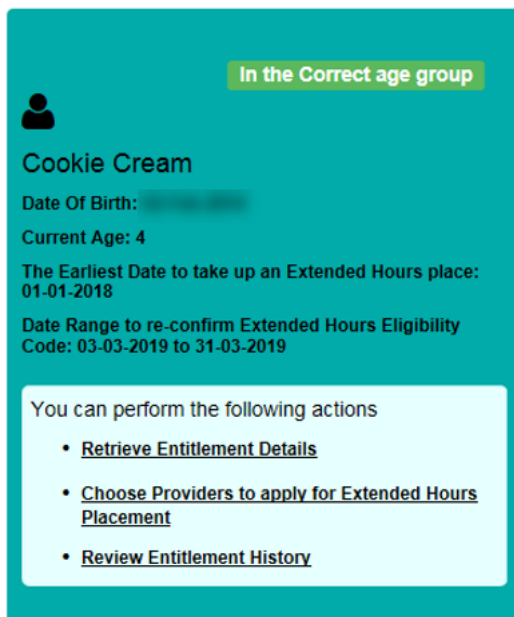 In the Correct age group
Cookie Cream
Date Of Birth:
Current Age: 4
The Earliest Date to take up an Extended Hours place:
01-01-2018
Date Range to re-confirm Extended Hours Eligibility
Code: 03-03-2019 to 31-03-2019
You can perform the following actions
• Retrieve Entitlement Details
• Choose Providers to apply for Extended Hours
Placement
• Review Entitlement History